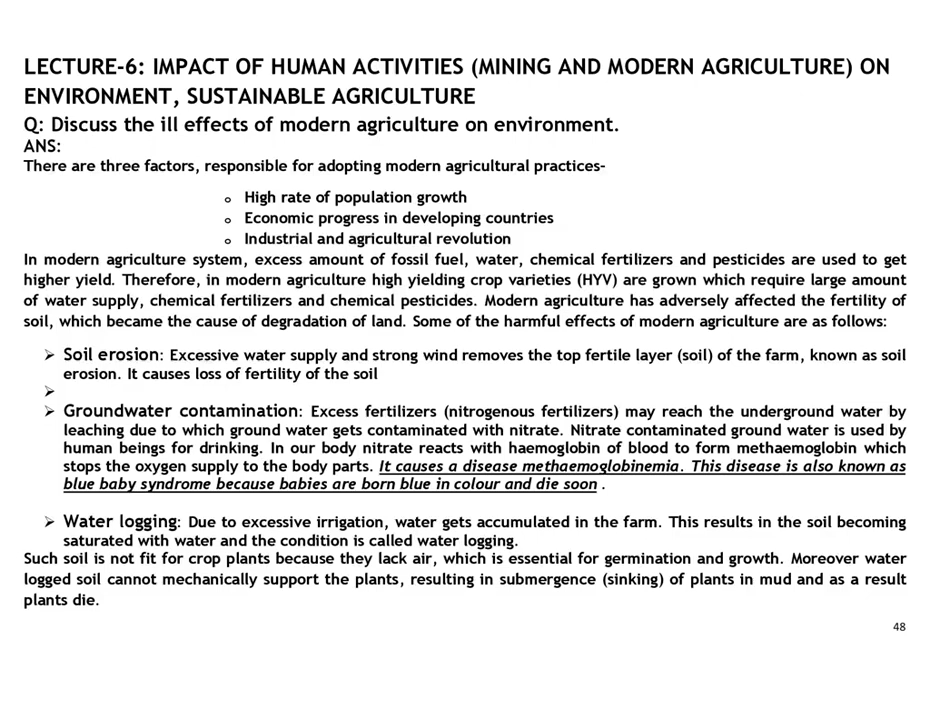 LECTURE-6: IMPACT OF HUMAN ACTIVITIES (MINING AND MODERN AGRICULTURE) ON
ENVIRONMENT, SUSTAINABLE AGRICULTURE
Q: Discuss the ill effects of modern agriculture on environment.
ANS:
There are three factors, responsible for adopting modern agricultural practices-
o High rate of population growth
o Economic progress in developing countries
o Industrial and agricultural revolution
In modern agriculture system, excess amount of fossil fuel, water, chemical fertilizers and pesticides are used to get
higher yield. Therefore, in modern agriculture high yielding crop varieties (HYV) are grown which require large amount
of water supply, chemical fertilizers and chemical pesticides. Modern agriculture has adversely affected the fertility of
soil, which became the cause of degradation of land. Some of the harmful effects of modern agriculture are as follows:
➢ Soil erosion: Excessive water supply and strong wind removes the top fertile layer (soil) of the farm, known as soil
erosion. It causes loss of fertility of the soil
➢
➢ Groundwater contamination: Excess fertilizers (nitrogenous fertilizers) may reach the underground water by
leaching due to which ground water gets contaminated with nitrate. Nitrate contaminated ground water is used by
human beings for drinking. In our body nitrate reacts with haemoglobin of blood to form methaemoglobin which
stops the oxygen supply to the body parts. It causes a disease methaemoglobinemia. This disease is also known as
blue baby syndrome because babies are born blue in colour and die soon .
➢ Water logging: Due to excessive irrigation, water gets accumulated in the farm. This results in the soil becoming
saturated with water and the condition is called water logging.
Such soil is not fit for crop plants because they lack air, which is essential for germination and growth. Moreover water
logged soil cannot mechanically support the plants, resulting in submergence (sinking) of plants in mud and as a result
plants die.
48